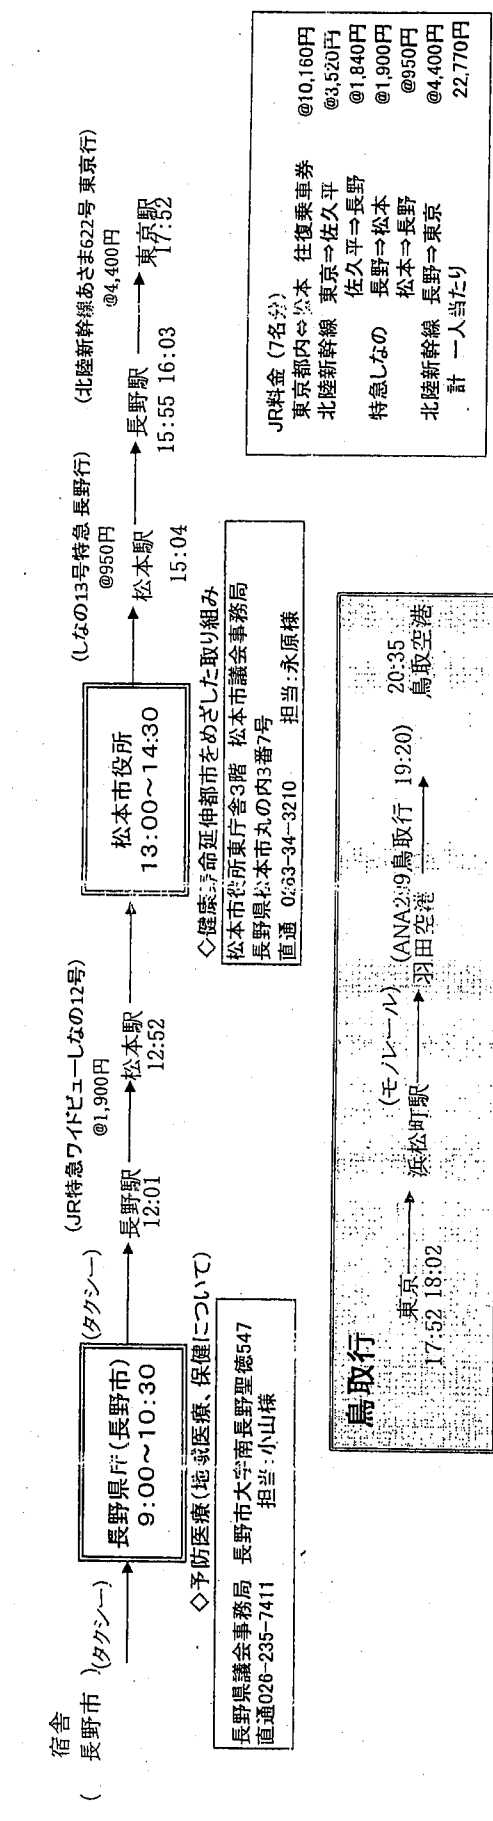 宿舎
( 長野市 )
(タクシー)
長野県庁(長野市)
9:00～10:30
(タクシー)
◇予防医療(地域医療、保健について)
長野県議会事務局 長野市大字南長野聖徳547
直通026-235-7411 担当:小山様
(JR特急ワイドビューしなの12号)
@1,900円
長野駅
12:01
松本駅
12:52
松本市役所
13:00～14:30
◇健康寿命延伸都市をめざした取り組み
松本市役所東庁舎3階 松本市議会事務局
長野県松本市丸の内3番7号
直通 0263-34-3210 担当:永原様
(しなの13号特急 長野行)
@950円
松本駅
15:04
長野駅
15:55 16:03
(北陸新幹線あさま622号 東京行)
@4,400円
東京駅
17:52
JR料金(7名分)
東京都内⇔松本 往復乗車券 @10,160円
北陸新幹線 東京⇒佐久平 @3,520円
佐久平⇒長野 @1,840円
特急しなの 長野⇒松本 @1,900円
松本⇒長野 @950円
北陸新幹線 長野⇒東京 @4,400円
計 一人当たり 22,770円
鳥取行
東京
17:52 18:02
浜松町駅
(モノレール)
羽田空港
(ANA299鳥取行 19:20)
20:35
鳥取空港